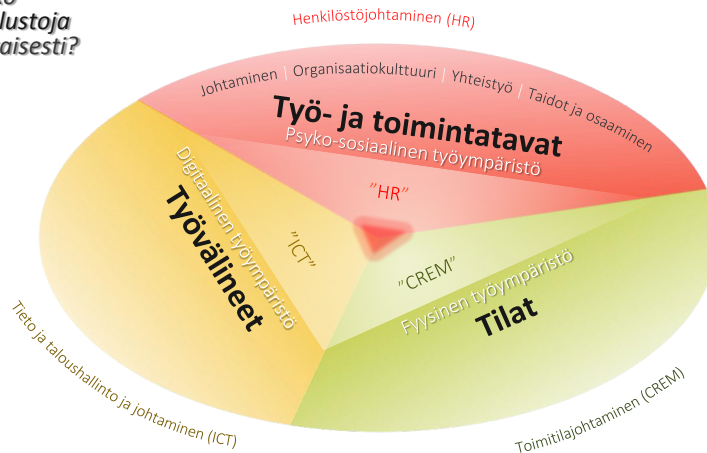 lustoja
aisesti?
Henkilöstöjohtaminen (HR)
Johtaminen | Organisaatiokulttuuri | Yhteistyö | Taidot ja osaaminen
Työ- ja toimintatavat
Psyko-sosiaalinen työympäristö
"HR"
Digitaalinen työympäristö
Työvälineet
"ICT"
"CREM"
Fyysinen työympäristö
Tilat
Tieto ja taloushallinto ja johtaminen (ICT)
Toimitilajohtaminen (CREM)